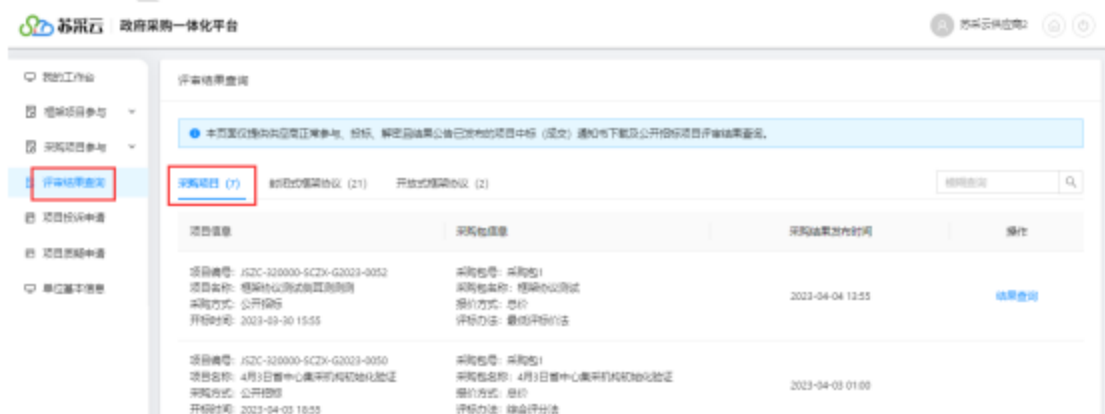 苏采云 政府采购一体化平台
苏采云供应商2
我的工作台
框架项目参与
采购项目参与
评审结果查询
项目投诉申请
项目质疑申请
单位基本信息
评审结果查询
本页面仅提供供应商正常参与、投标、解密且结果公告已发布的项目中标（成交）通知书下载及公开招标项目评审结果查询。
采购项目 (7) 封闭式框架协议 (21) 开放式框架协议 (2)
模糊查询
项目信息 采购包信息 采购结果发布时间 操作
项目编号: JSZC-320000-SCZX-G2023-0052 采购包号: 采购包1
项目名称: 框架协议测试 采购包名称: 框架协议测试
采购方式: 公开招标 报价方式: 总价
2023-04-04 13:55 结果查询
开标时间: 2023-03-30 15:55 评标办法: 最低评标价法
项目编号: JSZC-320000-SCZX-G2023-0050 采购包号: 采购包1
项目名称: 4月3日省中心集采机构初始化验证 采购包名称: 4月3日省中心集采机构初始化验证
采购方式: 公开招标 报价方式: 总价
2023-04-03 01:00
开标时间: 2023-04-03 18:55 评标办法: 综合评分法